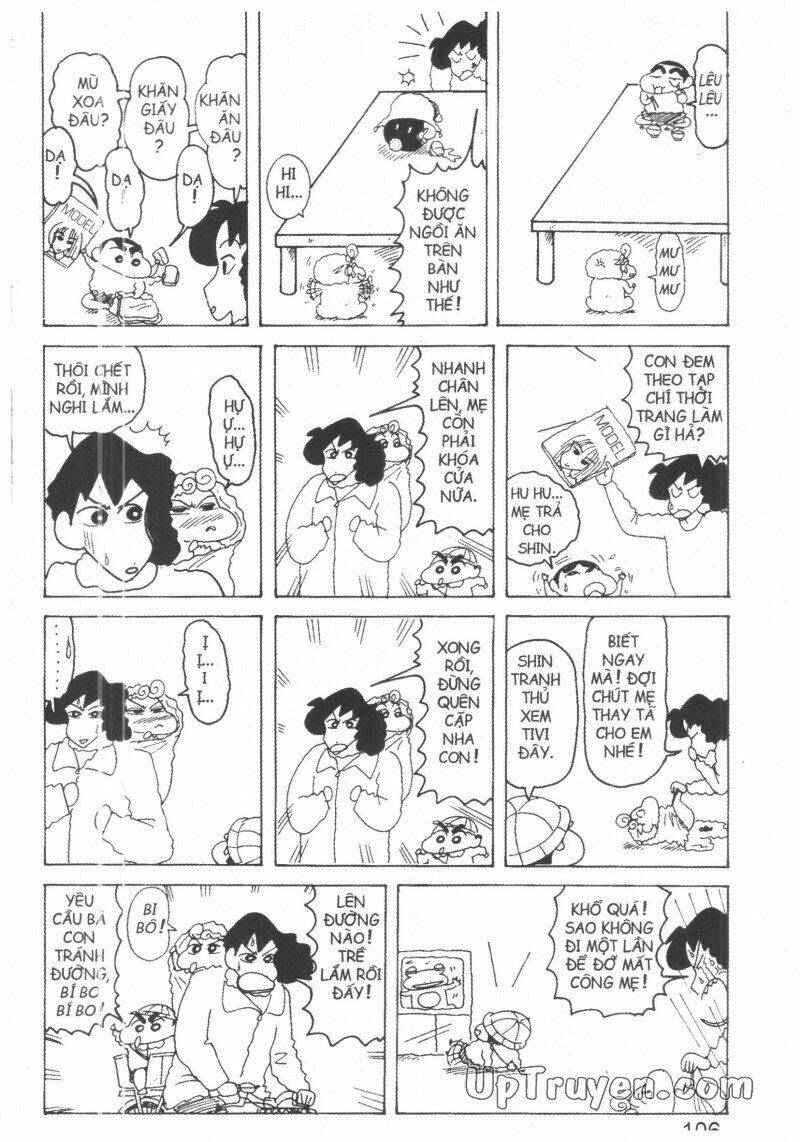 LÊU
LÊU
...
MƯ
MƯ
MƯ
KHÔNG
ĐƯỢC
NGỒI ĂN
TRÊN
BÀN
NHƯ
THẾ!
HI
HI...
KHĂN
ĂN ĐÂU
?
DẠ
!
KHĂN
GIẤY
ĐÂU
?
DẠ
MÙ
XOA
ĐÂU?
DẠ
!
MODEL
CON ĐEM
THEO TẠP
CHÍ THỜI
TRANG LÀM
GÌ HẢ?
MODEL
HU HU...
MẸ TRẢ
CHO
SHIN.
NHANH
CHÂN
LÊN, MẸ
CÒN
PHẢI
KHÓA
CỬA
NỮA.
HỰ
Ự...
HỰ
Ự...
THÔI CHẾT
RỒI, MÌNH
NGHI LẮM...
BIẾT
NGAY
MÀ! ĐỢI
CHÚT MẸ
THAY TÃ
CHO EM
NHÉ!
SHIN
TRANH
THỦ
XEM
TIVI
ĐÂY.
XONG
RỒI,
ĐỪNG
QUÊN
CẶP
NHA
CON!
Ị
Ị...
Ị
Ị...
KHỔ QUÁ!
SAO KHÔNG
ĐI MỘT LẦN
ĐỂ ĐỠ MẤT
CÔNG MẸ!
LÊN
ĐƯỜNG
NÀO!
TRỄ
LẮM RỒI
ĐẤY!
BÍ
BÔ!
YÊU
CẦU BÀ
CON
TRÁNH
ĐƯỜNG,
BÍ BO
BÍ BO!
UpTruyen.com
106